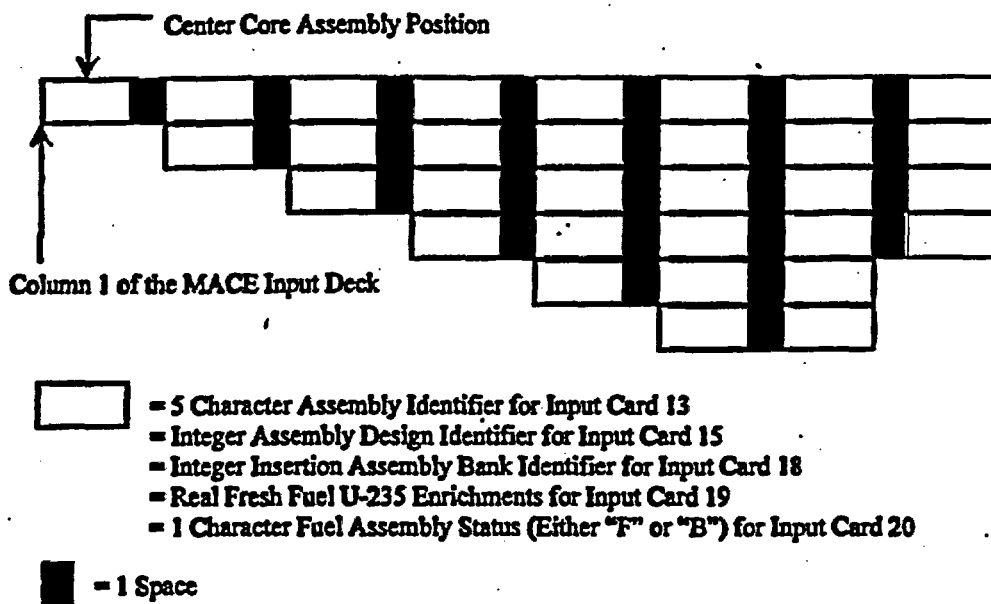 Center Core Assembly Position
Column 1 of the MACE Input Deck
= 5 Character Assembly Identifier for Input Card 13
= Integer Assembly Design Identifier for Input Card 15
= Integer Insertion Assembly Bank Identifier for Input Card 18
= Real Fresh Fuel U-235 Enrichments for Input Card 19
= 1 Character Fuel Assembly Status (Either "F" or "B") for Input Card 20
= 1 Space